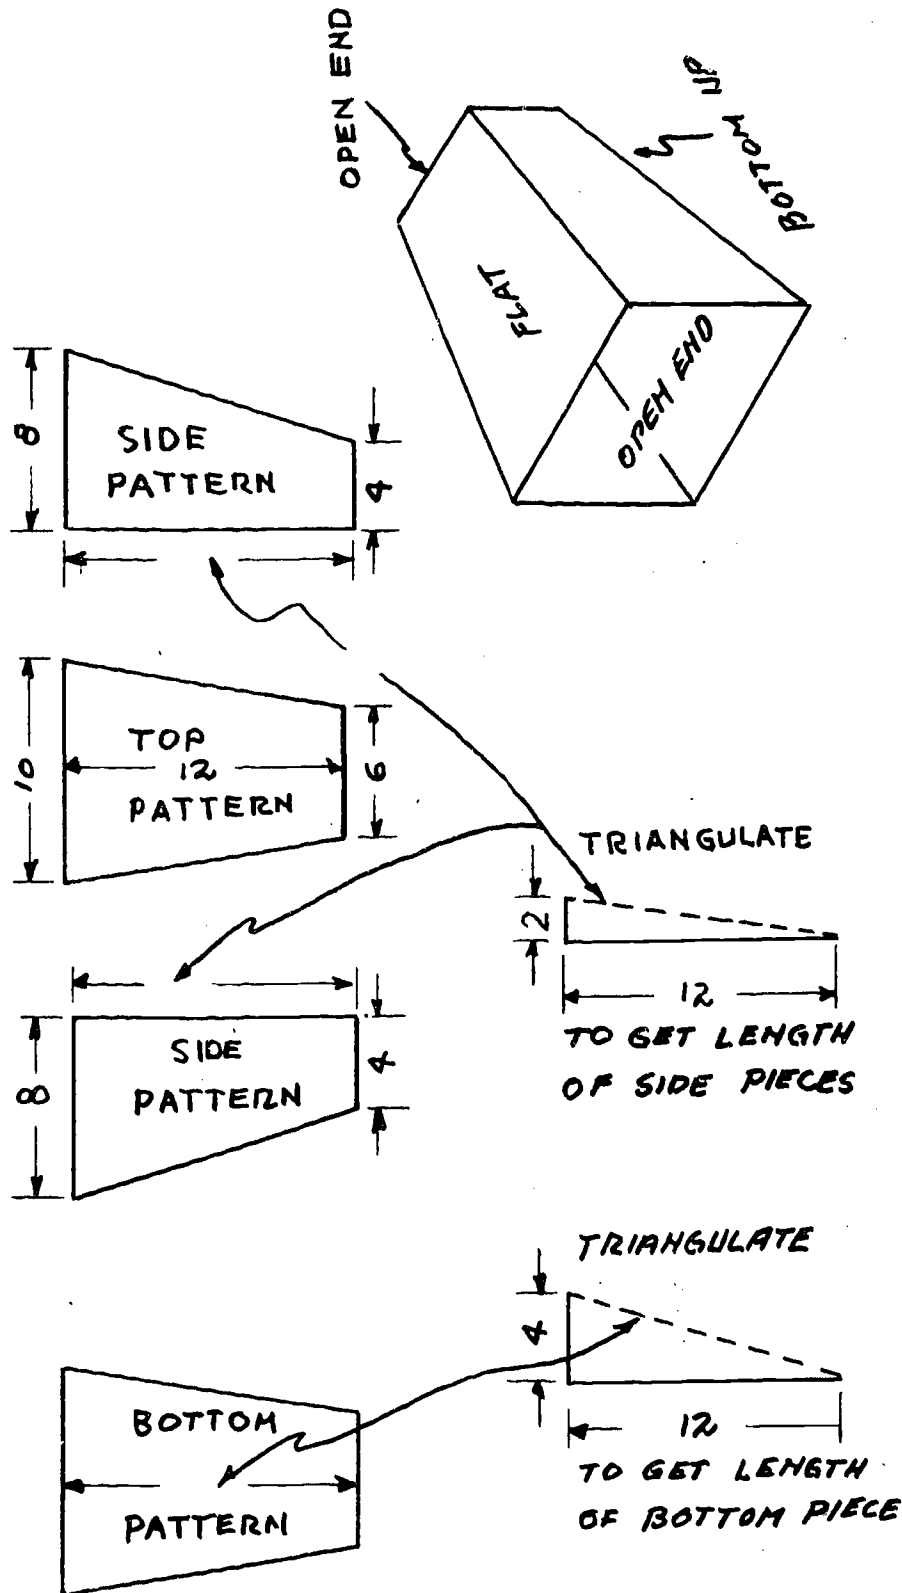 OPEN END
BOTTOM UP
FLAT
OPEN END
8
SIDE
PATTERN
4
10
TOP
12
PATTERN
6
TRIANGULATE
2
12
TO GET LENGTH
OF SIDE PIECES
8
SIDE
PATTERN
4
TRIANGULATE
4
12
TO GET LENGTH
OF BOTTOM PIECE
BOTTOM
PATTERN